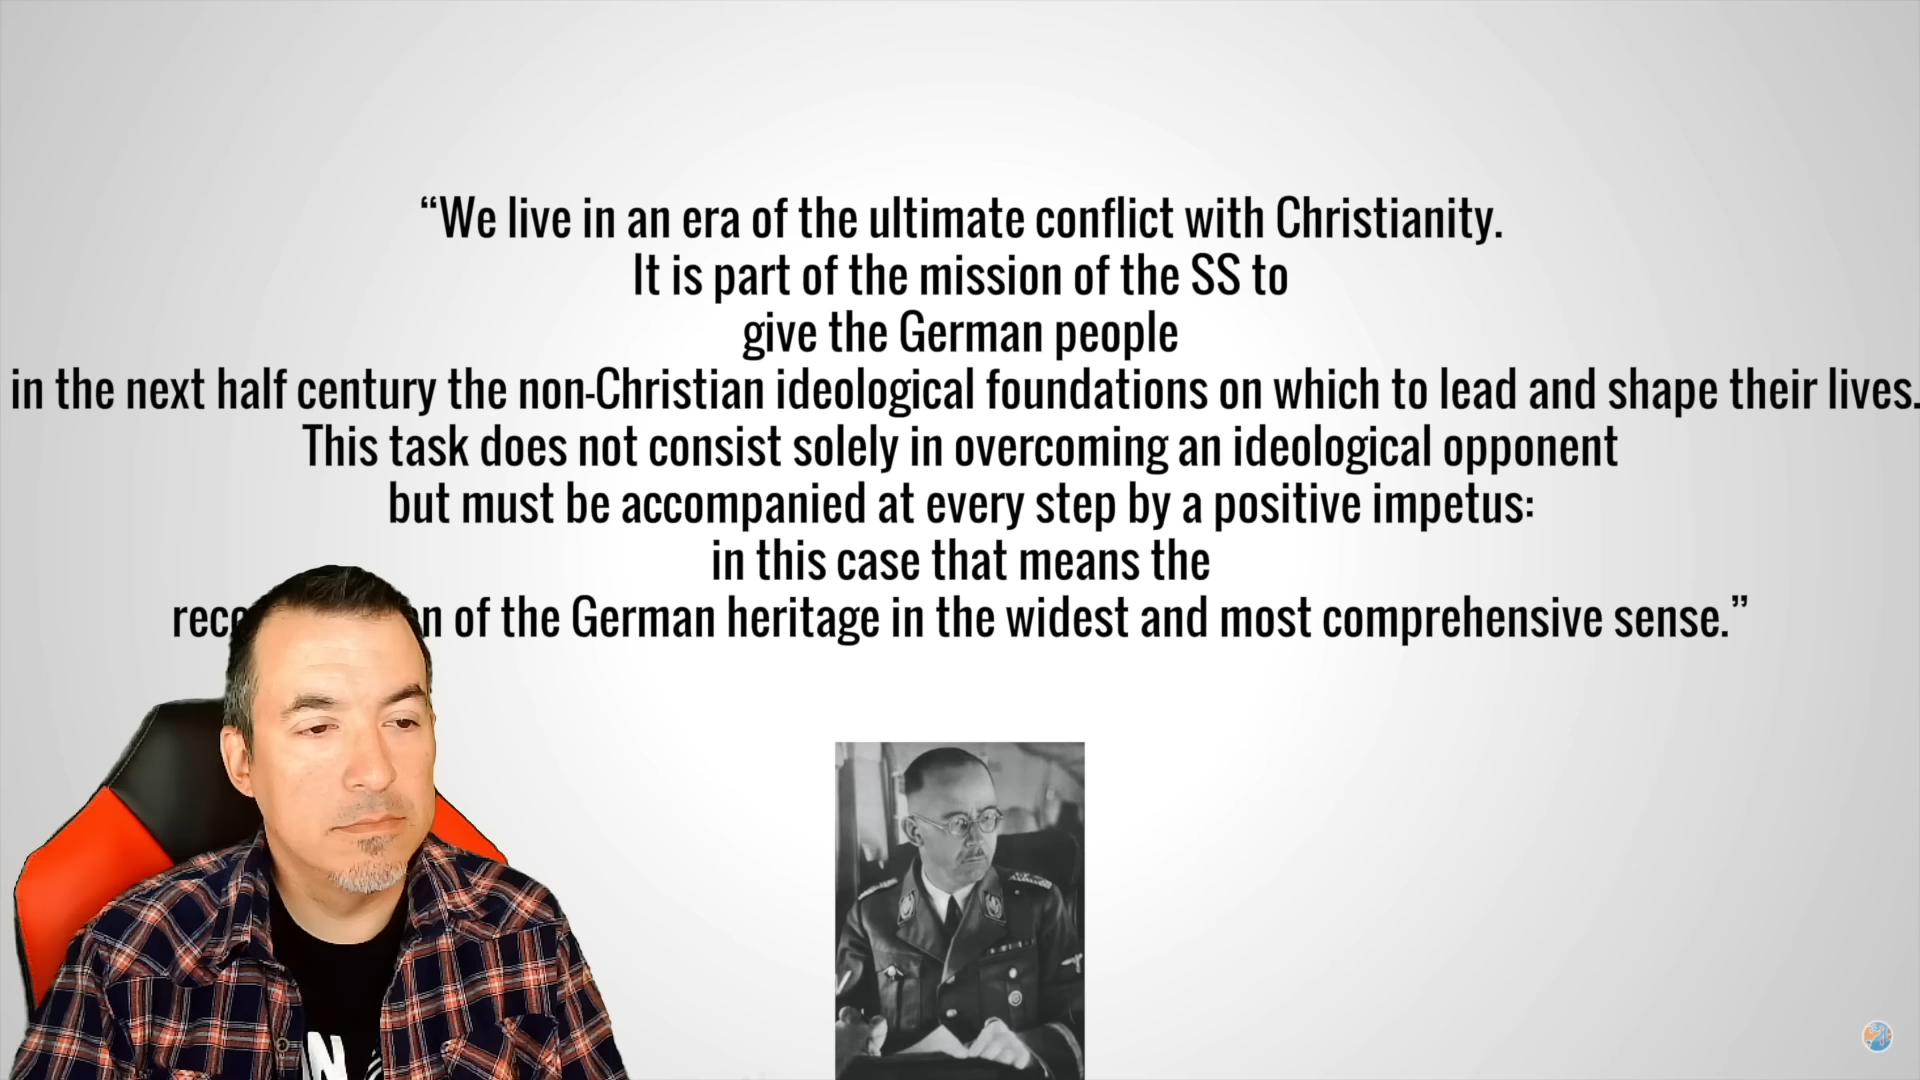 “We live in an era of the ultimate conflict with Christianity.
It is part of the mission of the SS to
give the German people
in the next half century the non-Christian ideological foundations on which to lead and shape their lives.
This task does not consist solely in overcoming an ideological opponent
but must be accompanied at every step by a positive impetus:
in this case that means the
of the German heritage in the widest and most comprehensive sense.”